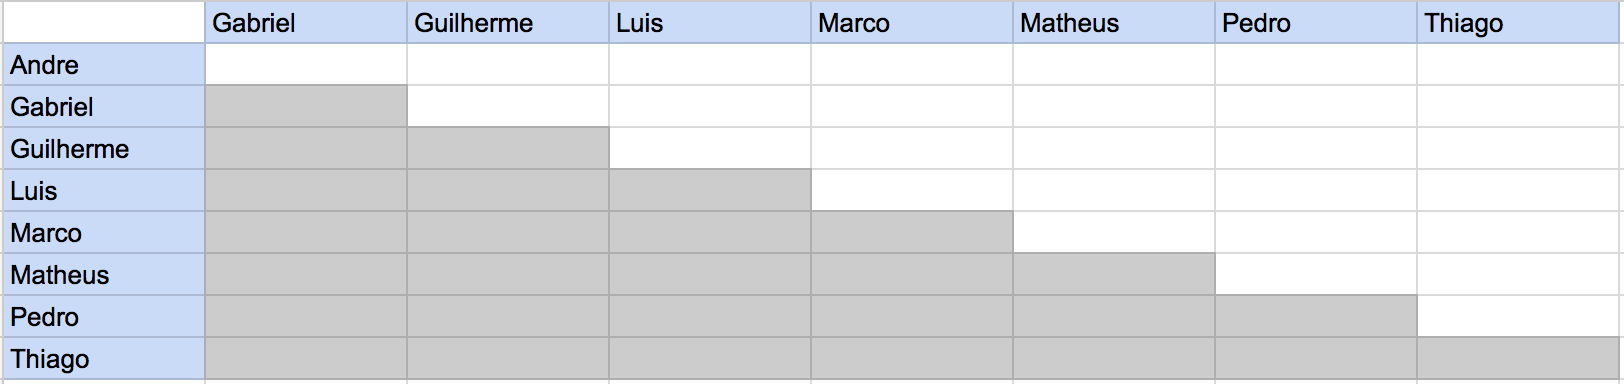 Gabriel Guilherme Luis Marco Matheus Pedro Thiago
Andre
Gabriel
Guilherme
Luis
Marco
Matheus
Pedro
Thiago